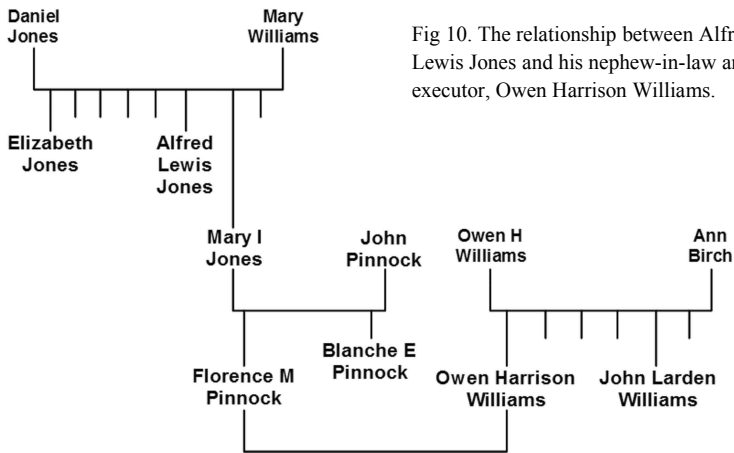 Daniel
Jones
Mary
Williams
Fig 10. The relationship between Alfr
Lewis Jones and his nephew-in-law a
executor, Owen Harrison Williams.
Elizabeth
Jones
Alfred
Lewis
Jones
Mary I
Jones
John
Pinnock
Owen H
Williams
Ann
Birch
Florence M
Pinnock
Blanche E
Pinnock
Owen Harrison
Williams
John Larden
Williams